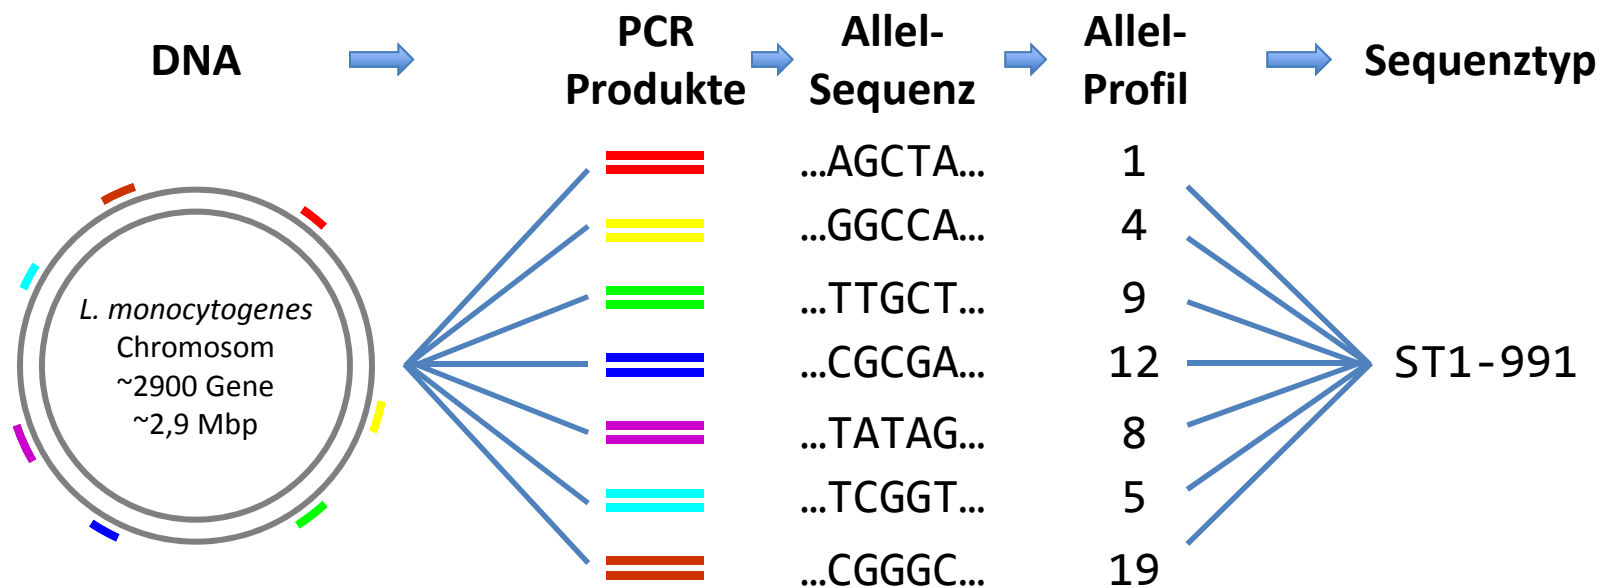 DNA
PCR
Produkte
Allel-
Sequenz
Allel-
Profil
Sequenztyp
L. monocytogenes
Chromosom
~2900 Gene
~2,9 Mbp
…AGCTA… 1
…GGCCA… 4
…TTGCT… 9
…CGCGA… 12
…TATAG… 8
…TCGGT… 5
…CGGGC… 19
ST1-991